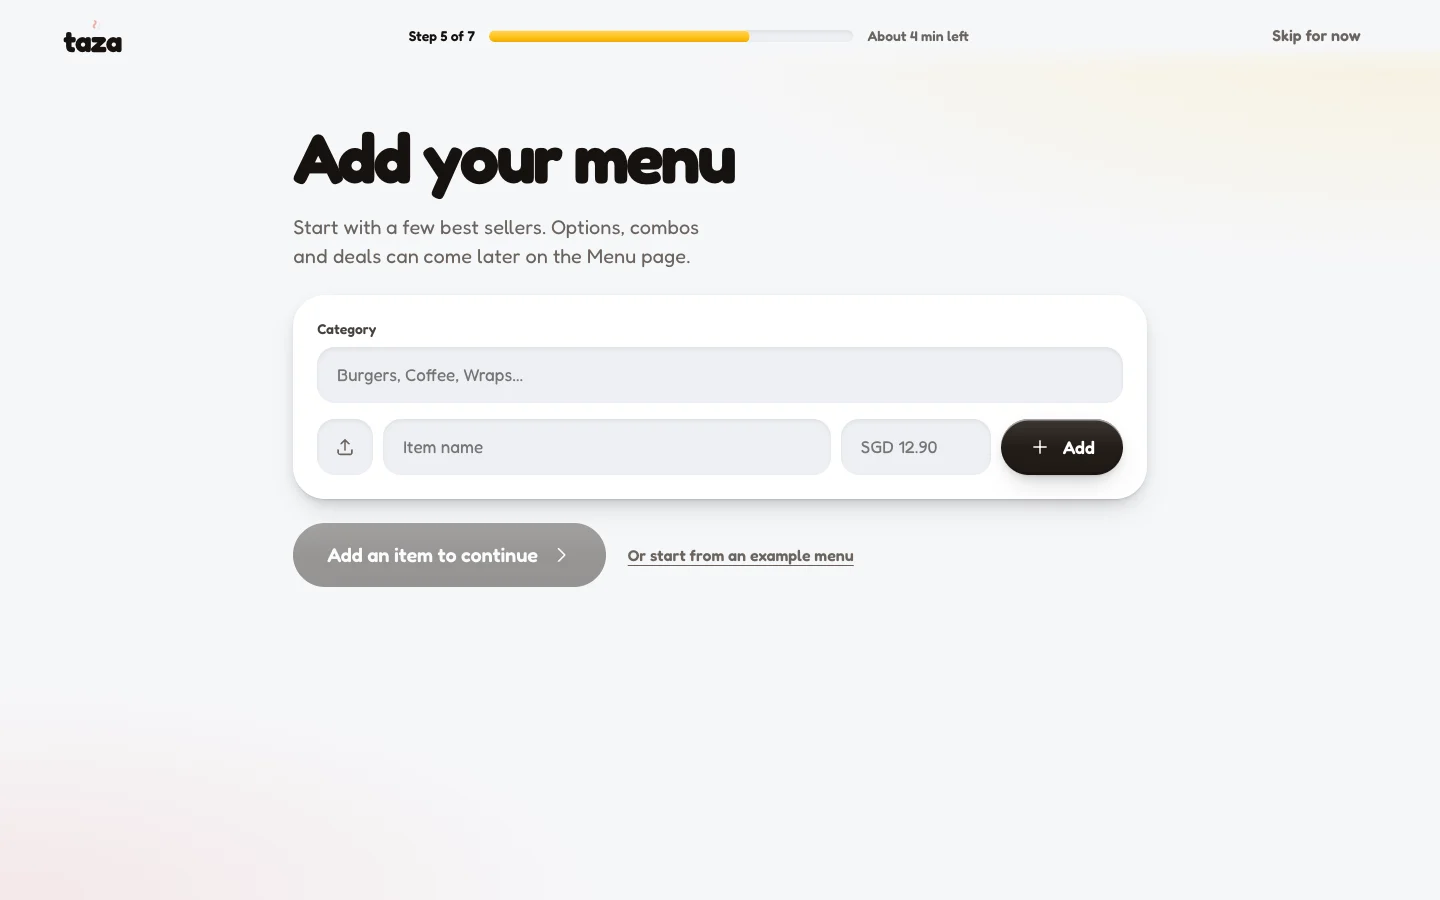 taza
Step 5 of 7
About 4 min left
Skip for now
Add your menu
Start with a few best sellers. Options, combos
and deals can come later on the Menu page.
Category
Burgers, Coffee, Wraps...
Item name
SGD 12.90
Add
Add an item to continue
Or start from an example menu